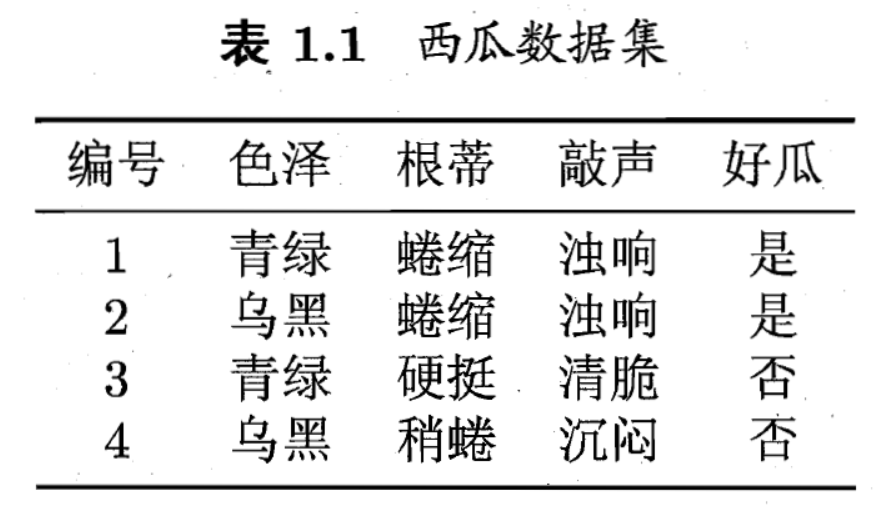 表 1.1 西瓜数据集
编号 色泽 根蒂 敲声 好瓜
1 青绿 蜷缩 浊响 是
2 乌黑 蜷缩 浊响 是
3 青绿 硬挺 清脆 否
4 乌黑 稍蜷 沉闷 否